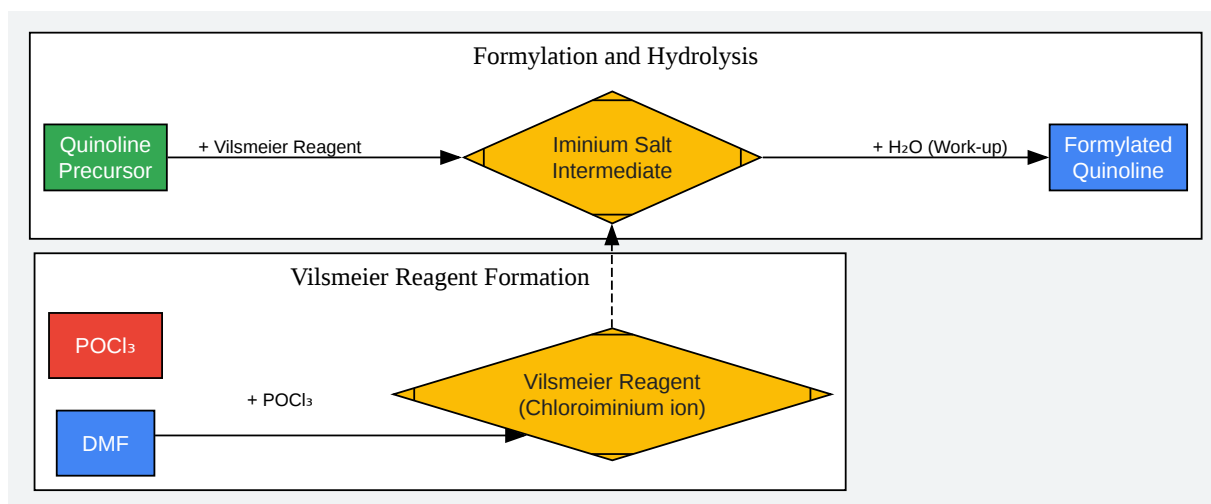 Formylation and Hydrolysis
Quinoline
Precursor
+ Vilsmeier Reagent
Iminium Salt
Intermediate
+ H₂O (Work-up)
Formylated
Quinoline
Vilsmeier Reagent Formation
POCl₃
DMF
+ POCl₃
Vilsmeier Reagent
(Chloroiminium ion)